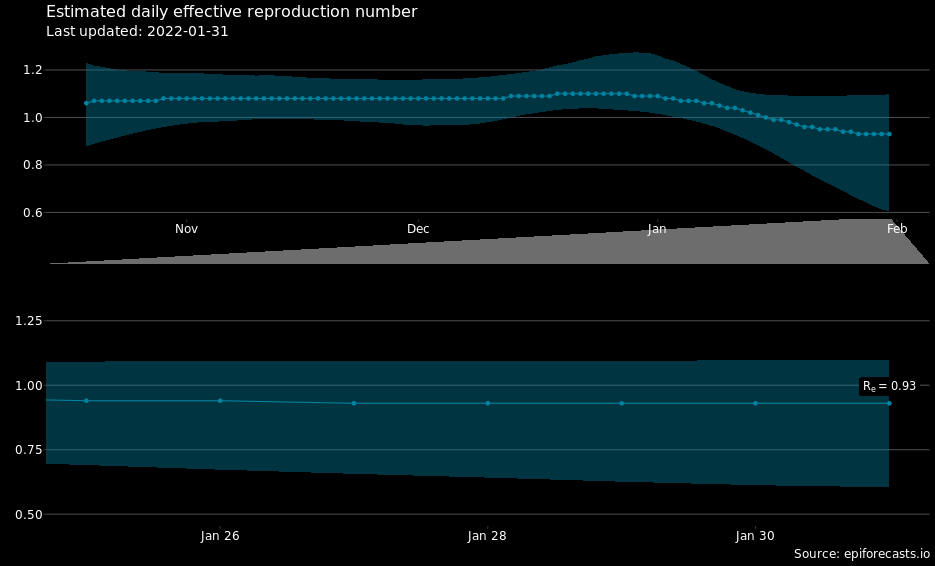 Estimated daily effective reproduction number
Last updated: 2022-01-31
1.2
1.0
0.8
0.6
Nov Dec Jan Feb
1.25
1.00
0.75
0.50
Rₑ = 0.93
Jan 26 Jan 28 Jan 30
Source: epiforecasts.io